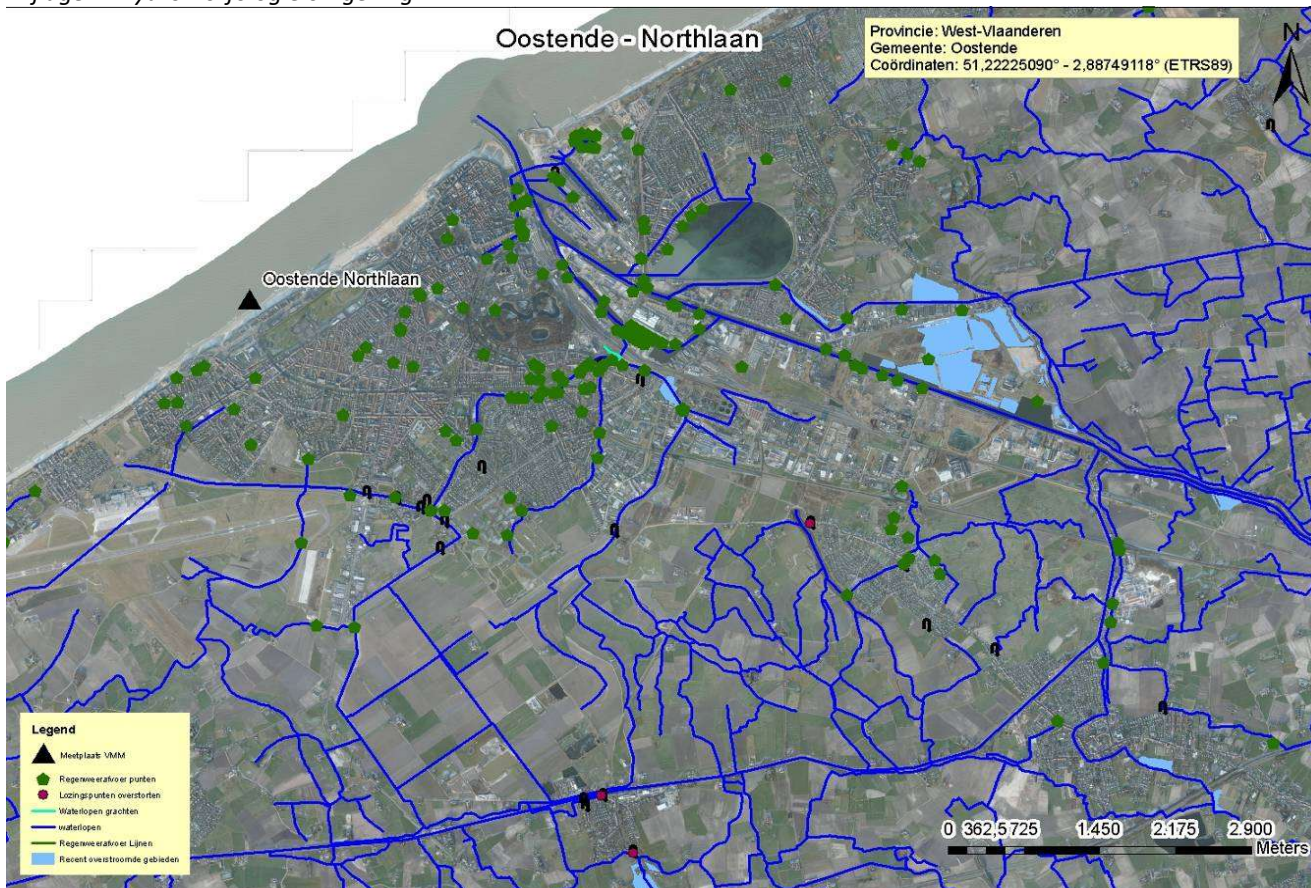 Oostende - Northlaan
Provincie: West-Vlaanderen
Gemeente: Oostende
Coördinaten: 51,22225090° - 2,88749118° (ETRS89)
N
Oostende Northlaan
Legend
Meetplaats VMM
Regenweerafvoer punten
Lozingspunten overstorten
Waterlopen grachten
waterlopen
Regenweerafvoer Lijnen
Recent overstroomde gebieden
0 362,5 725 1.450 2.175 2.900
Meters